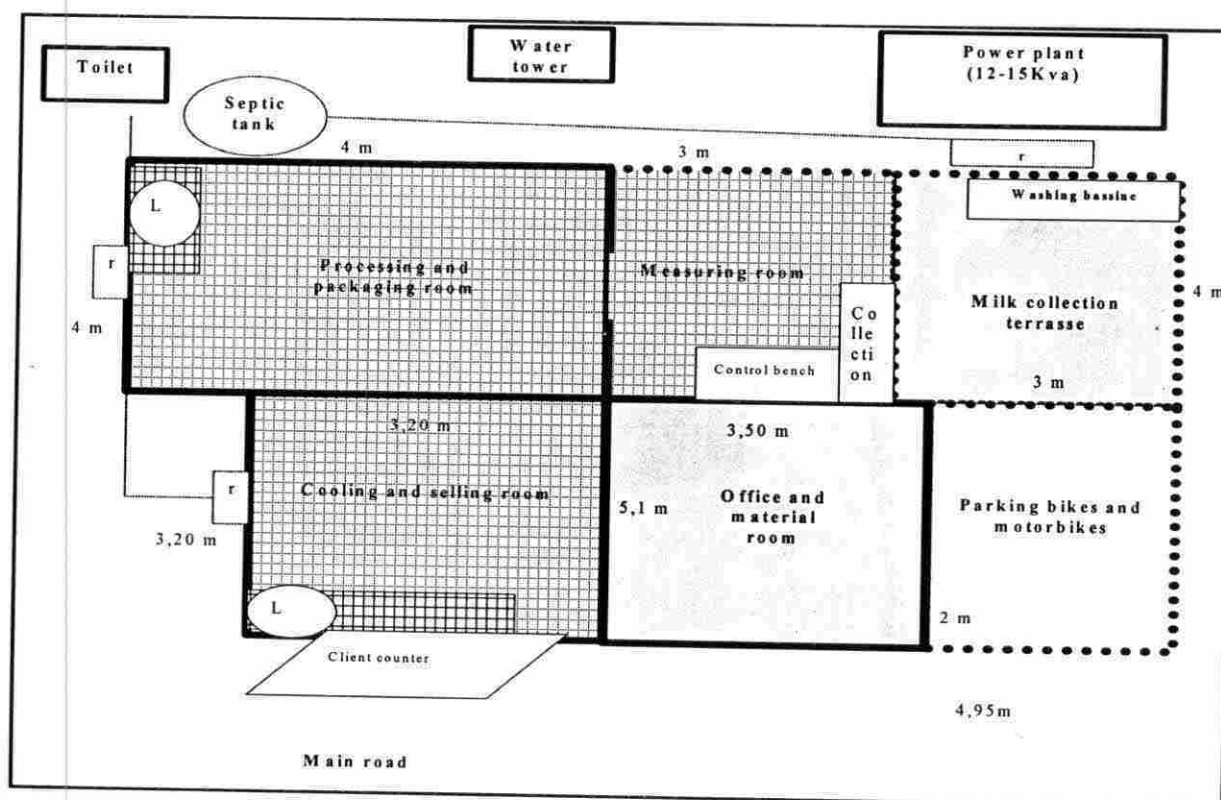 Toilet
Water
tower
Power plant
(12-15Kva)
Septic
tank
4 m
3 m
r
L
Washing bassine
r
Processing and
packaging room
Measuring room
4 m
Milk collection
terrasse
4 m
Co
lle
cti
on
Control bench
3 m
3,20 m
3,50 m
r
Cooling and selling room
5,1 m
Office and
material
room
Parking bikes and
motorbikes
3,20 m
L
2 m
Client counter
4,95m
Main road